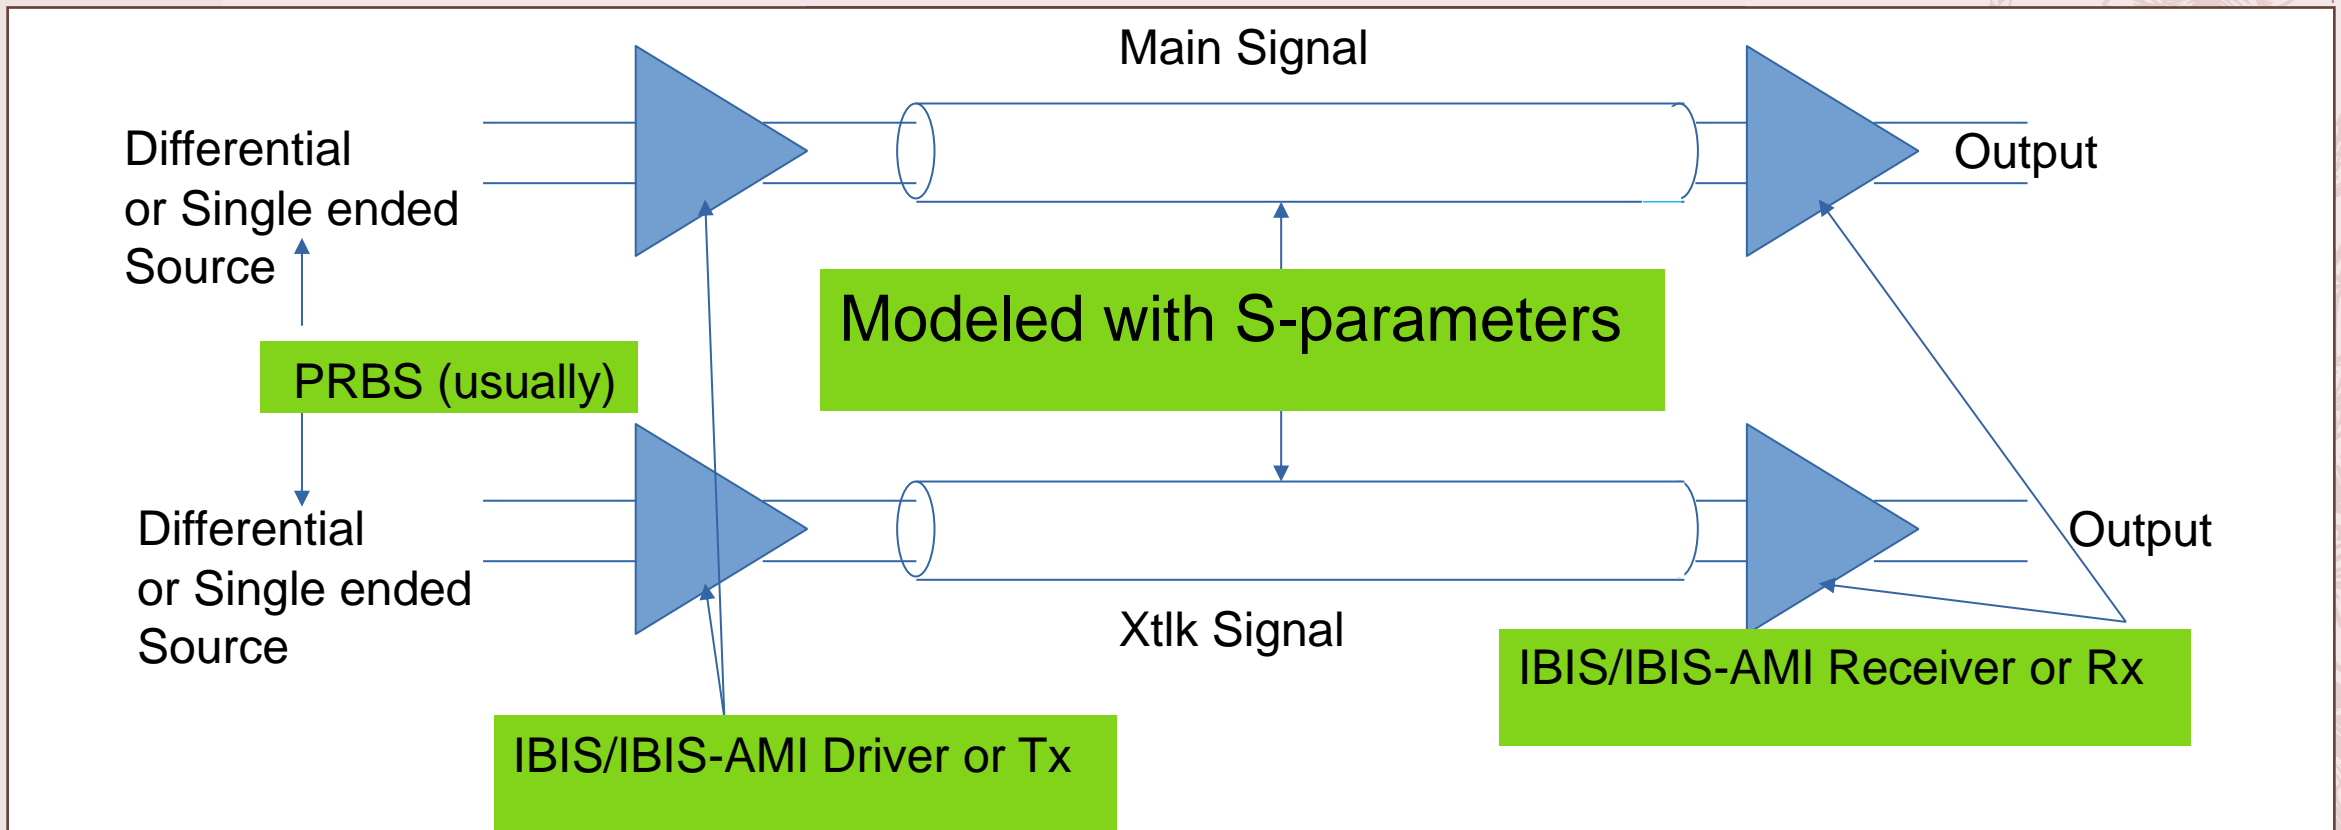 Main Signal
Differential
or Single ended
Source
Output
Modeled with S-parameters
PRBS (usually)
Differential
or Single ended
Source
Output
Xtlk Signal
IBIS/IBIS-AMI Receiver or Rx
IBIS/IBIS-AMI Driver or Tx